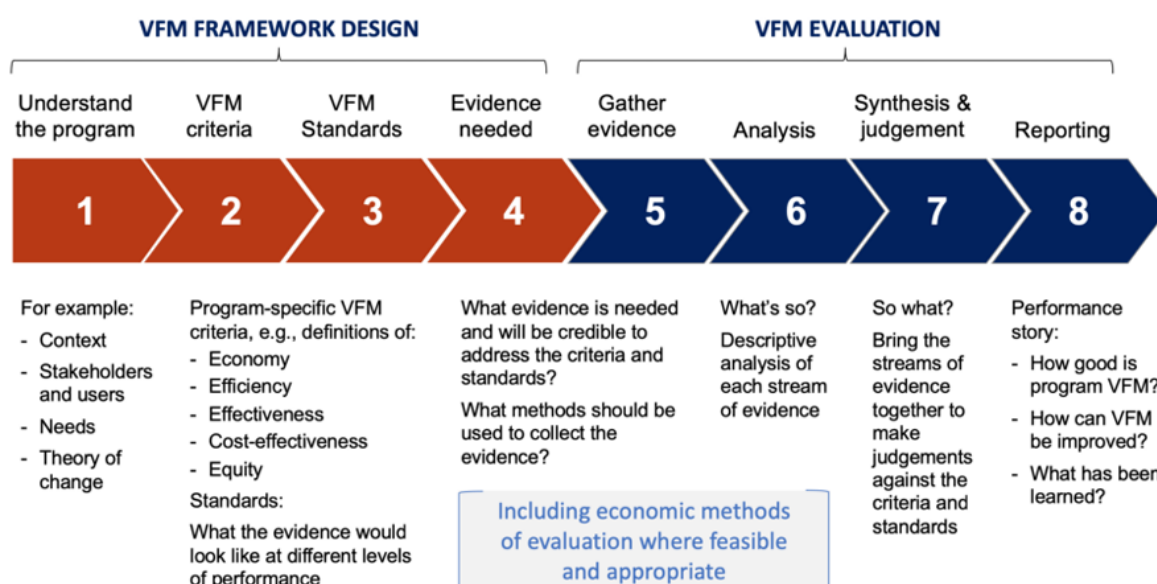 VFM FRAMEWORK DESIGN
VFM EVALUATION
Understand
the program
VFM
criteria
VFM
Standards
Evidence
needed
Gather
evidence
Analysis
Synthesis &
judgement
Reporting
1
2
3
4
5
6
7
8
For example:
- Context
- Stakeholders
and users
- Needs
- Theory of
change
Program-specific VFM
criteria, e.g., definitions of:
- Economy
- Efficiency
- Effectiveness
- Cost-effectiveness
- Equity
Standards:
What the evidence would
look like at different levels
of performance
What evidence is needed
and will be credible to
address the criteria and
standards?
What methods should be
used to collect the
evidence?
Including economic methods
of evaluation where feasible
and appropriate
What's so?
Descriptive
analysis of
each stream
of evidence
So what?
Bring the
streams of
evidence
together to
make
judgements
against the
criteria and
standards
Performance
story:
- How good is
program VFM?
- How can VFM
be improved?
- What has been
learned?